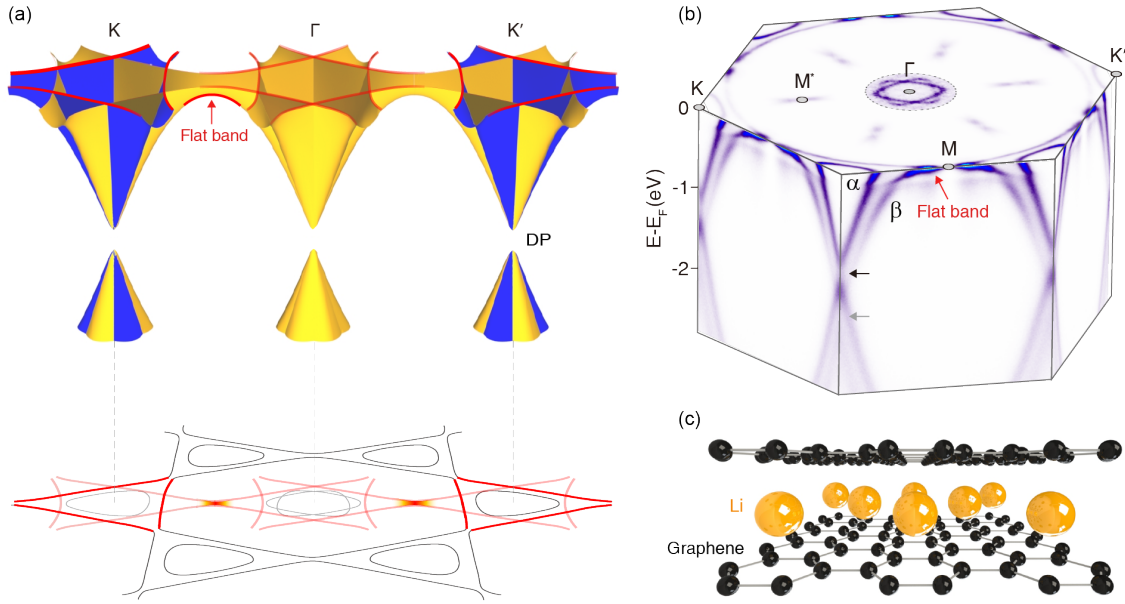 (a)
K
Γ
K′
Flat band
DP
(b)
K
M*
Γ
K′
0
M
α
-1
β
Flat band
E-E_F(eV)
-2
(c)
Li
Graphene